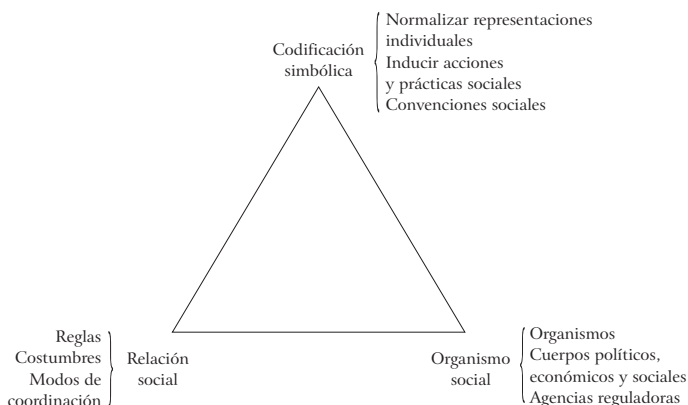 Codificación
simbólica
Normalizar representaciones
individuales
Inducir acciones
y prácticas sociales
Convenciones sociales
Reglas
Costumbres
Modos de
coordinación
Relación
social
Organismo
social
Organismos
Cuerpos políticos,
económicos y sociales
Agencias reguladoras